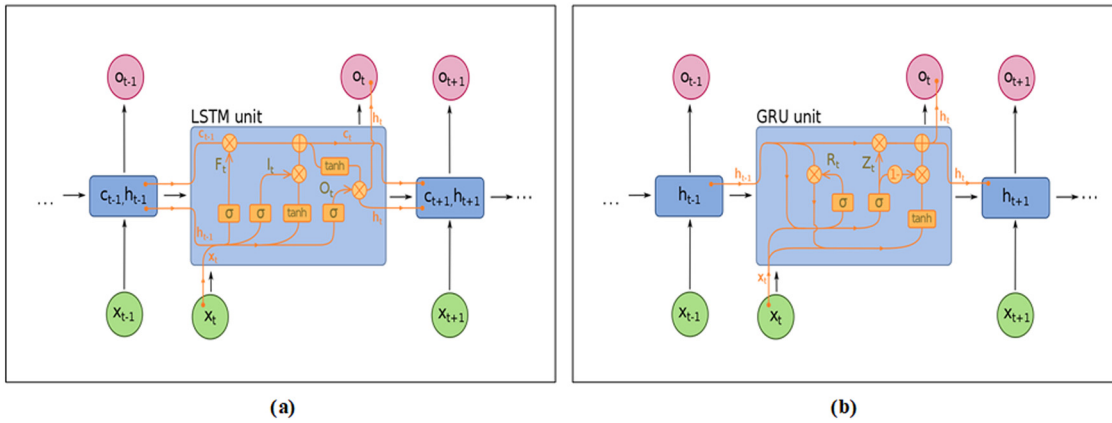 o_{t-1}
o_t
o_{t+1}
LSTM unit
c_{t-1}
c_t
h_t
F_t
I_t
tanh
O_t
... c_{t-1},h_{t-1}
c_{t+1},h_{t+1} ...
σ σ tanh σ
h_{t-1}
h_t
x_t
x_{t-1}
x_t
x_{t+1}
(a)
o_{t-1}
o_t
o_{t+1}
GRU unit
h_t
R_t
Z_t
1-
h_{t-1}
h_t
... h_{t-1}
h_{t+1} ...
σ σ tanh
x_t
x_{t-1}
x_t
x_{t+1}
(b)